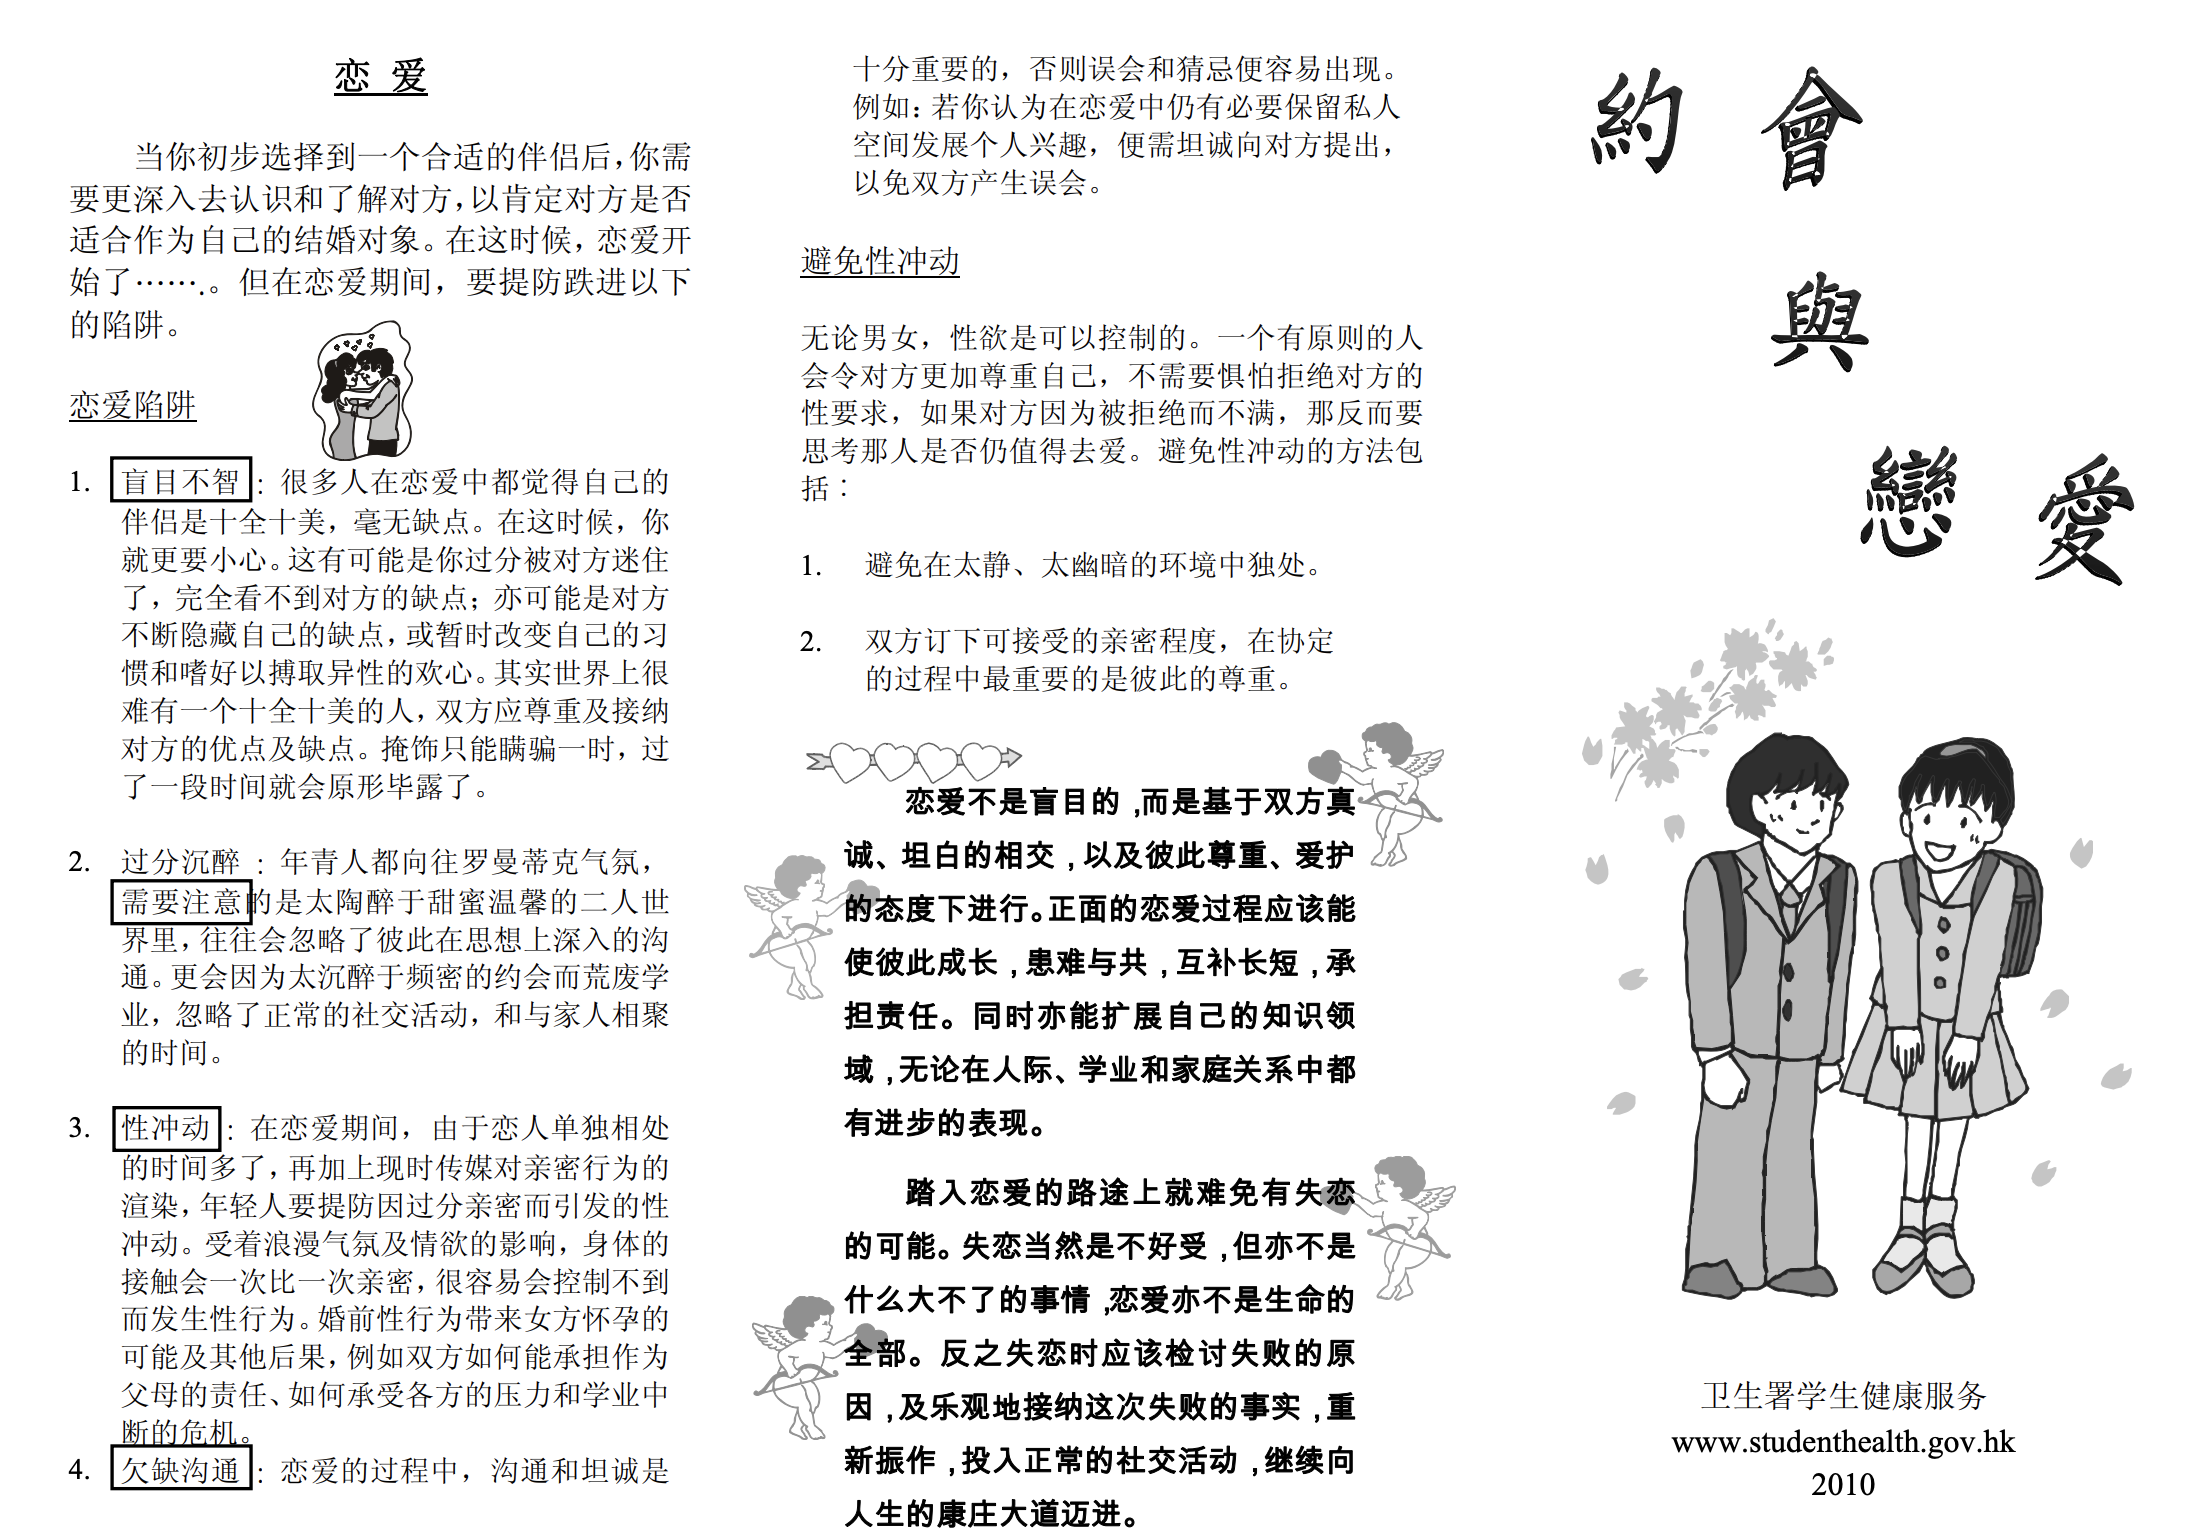 恋 爱
当你初步选择到一个合适的伴侣后，你需
要更深入去认识和了解对方，以肯定对方是否
适合作为自己的结婚对象。在这时候，恋爱开
始了…….。但在恋爱期间，要提防跌进以下
的陷阱。
恋爱陷阱
1. 盲目不智：很多人在恋爱中都觉得自己的
伴侣是十全十美，毫无缺点。在这时候，你
就更要小心。这有可能是你过分被对方迷住
了，完全看不到对方的缺点；亦可能是对方
不断隐藏自己的缺点，或暂时改变自己的习
惯和嗜好以搏取异性的欢心。其实世界上很
难有一个十全十美的人，双方应尊重及接纳
对方的优点及缺点。掩饰只能瞒骗一时，过
了一段时间就会原形毕露了。
2. 过分沉醉：年青人都向往罗曼蒂克气氛，
需要注意的是太陶醉于甜蜜温馨的二人世
界里，往往会忽略了彼此在思想上深入的沟
通。更会因为太沉醉于频密的约会而荒废学
业，忽略了正常的社交活动，和与家人相聚
的时间。
3. 性冲动：在恋爱期间，由于恋人单独相处
的时间多了，再加上现时传媒对亲密行为的
渲染，年轻人要提防因过分亲密而引发的性
冲动。受着浪漫气氛及情欲的影响，身体的
接触会一次比一次亲密，很容易会控制不到
而发生性行为。婚前性行为带来女方怀孕的
可能及其他后果，例如双方如何能承担作为
父母的责任、如何承受各方的压力和学业中
断的危机。
4. 欠缺沟通：恋爱的过程中，沟通和坦诚是
十分重要的，否则误会和猜忌便容易出现。
例如：若你认为在恋爱中仍有必要保留私人
空间发展个人兴趣，便需坦诚向对方提出，
以免双方产生误会。
避免性冲动
无论男女，性欲是可以控制的。一个有原则的人
会令对方更加尊重自己，不需要惧怕拒绝对方的
性要求，如果对方因为被拒绝而不满，那反而要
思考那人是否仍值得去爱。避免性冲动的方法包
括：
1. 避免在太静、太幽暗的环境中独处。
2. 双方订下可接受的亲密程度，在协定
的过程中最重要的是彼此的尊重。
恋爱不是盲目的，而是基于双方真
诚、坦白的相交，以及彼此尊重、爱护
的态度下进行。正面的恋爱过程应该能
使彼此成长，患难与共，互补长短，承
担责任。同时亦能扩展自己的知识领
域，无论在人际、学业和家庭关系中都
有进步的表现。
踏入恋爱的路途上就难免有失恋
的可能。失恋当然是不好受，但亦不是
什么大不了的事情，恋爱亦不是生命的
全部。反之失恋时应该检讨失败的原
因，及乐观地接纳这次失败的事实，重
新振作，投入正常的社交活动，继续向
人生的康庄大道迈进。
約會
與
戀愛
卫生署学生健康服务
www.studenthealth.gov.hk
2010